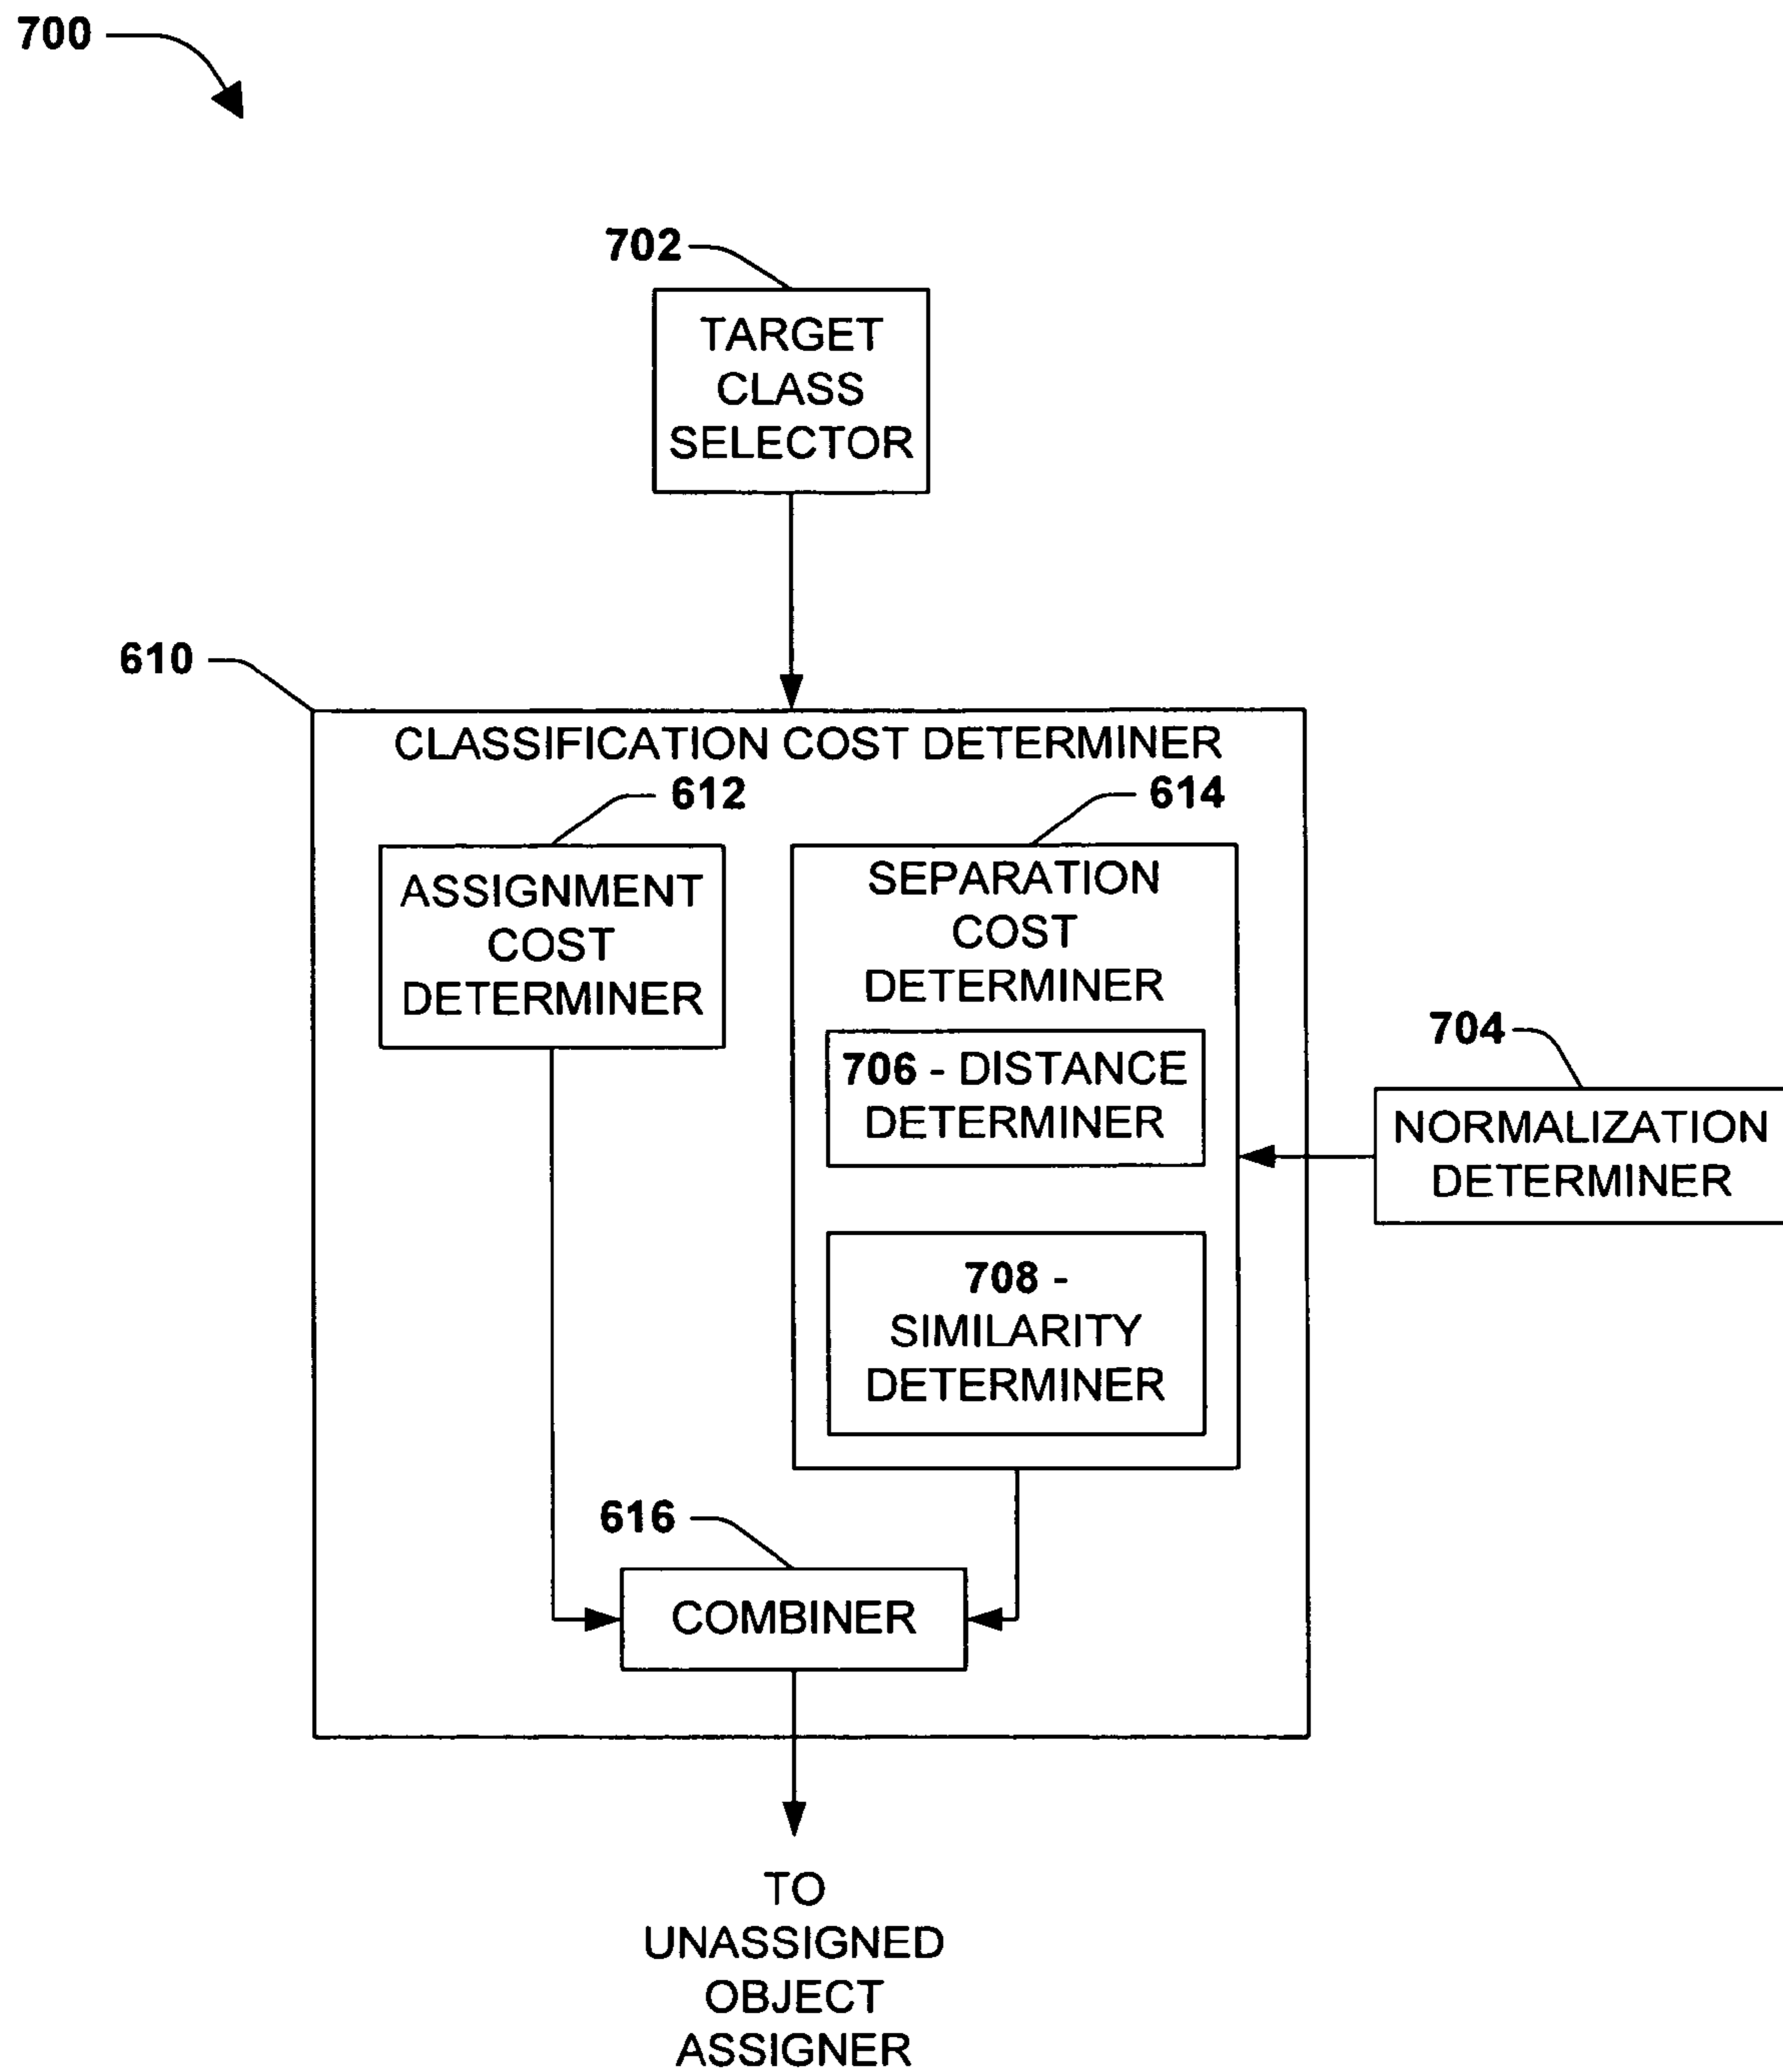 700
702
TARGET
CLASS
SELECTOR
610
CLASSIFICATION COST DETERMINER
612
614
ASSIGNMENT
COST
DETERMINER
SEPARATION
COST
DETERMINER
706 - DISTANCE
DETERMINER
704
NORMALIZATION
DETERMINER
708 -
SIMILARITY
DETERMINER
616
COMBINER
TO
UNASSIGNED
OBJECT
ASSIGNER